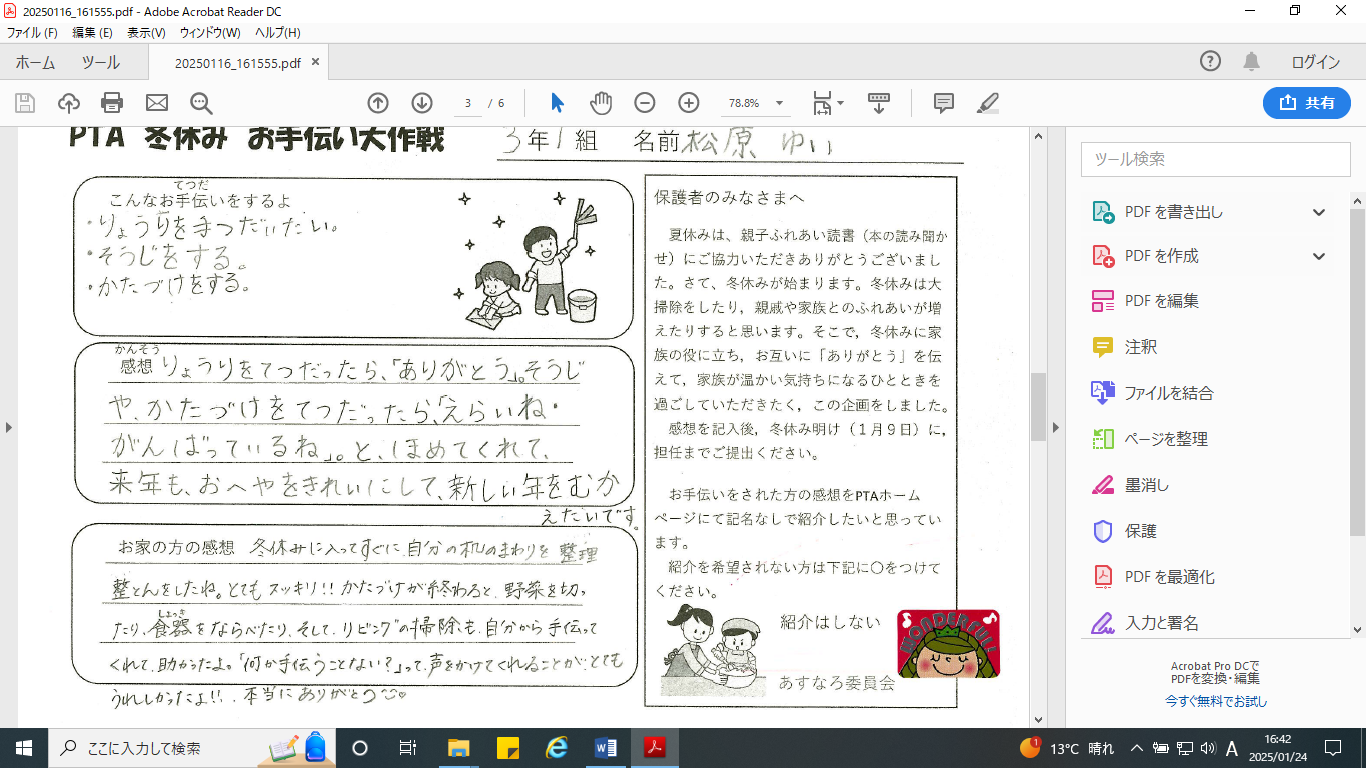 20250116_161555.pdf - Adobe Acrobat Reader DC
ファイル(F) 編集(E) 表示(V) ウィンドウ(W) ヘルプ(H)
ホーム ツール 20250116_161555.pdf × ログイン
3 / 6 78.8% 共有
PTA 冬休み お手伝い大作戦 3年1組 名前 松原 ゆい
てつだ
こんなお手伝いをするよ
・りょうりを手つだいたい。
・そうじをする。
・かたづけをする。
かんそう
感想 りょうりをてつだったら、「ありがとう」。そうじ
や、かたづけをてつだったら、「えらいね・
がんばっているね」。と、ほめてくれて、
来年も、おへやをきれいにして、新しい年をむか
えたいです。
お家の方の感想 冬休みに入ってすぐに、自分の机のまわりを整理
整とんをしたね。とてもスッキリ!!かたづけが終わると、野菜を切っ
しょっき
たり、食器をならべたり、そして、リビングの掃除も、自分から手伝って
くれて、助かったよ。「何か手伝うことない?」って、声をかけてくれることが、とても
うれしかったよ!!、本当にありがとう
保護者のみなさまへ
夏休みは、親子ふれあい読書(本の読み聞か
せ)にご協力いただきありがとうございまし
た。さて、冬休みが始まります。冬休みは大
掃除をしたり，親戚や家族とのふれあいが増
えたりすると思います。そこで，冬休みに家
族の役に立ち，お互いに「ありがとう」を伝
えて，家族が温かい気持ちになるひとときを
過ごしていただきたく，この企画をしました。
感想を記入後，冬休み明け(1月9日)に，
担任までご提出ください。
お手伝いをされた方の感想をPTAホーム
ページにて記名なしで紹介したいと思ってい
ます。
紹介を希望されない方は下記に〇をつけて
ください。
紹介はしない
WONDERFUL!
あすなろ委員会
ツール検索
PDF を書き出し
PDF を作成
PDF を編集
注釈
ファイルを結合
ページを整理
墨消し
保護
PDF を最適化
入力と署名
Acrobat Pro DCで
PDFを変換・編集
今すぐ無料でお試し
ここに入力して検索
1 13°C 晴れ A 16:42
2025/01/24